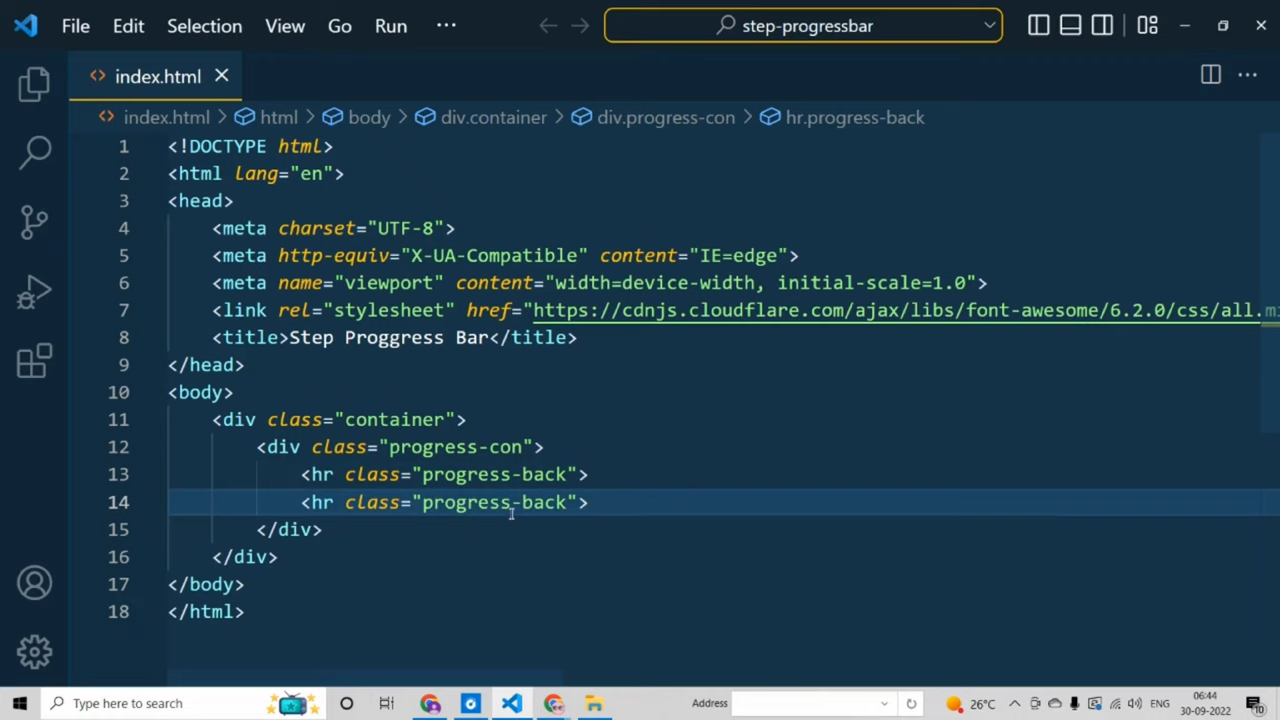 File Edit Selection View Go Run ··· step-progressbar
index.html
index.html > html > body > div.container > div.progress-con > hr.progress-back
1 <!DOCTYPE html>
2 <html lang="en">
3 <head>
4 <meta charset="UTF-8">
5 <meta http-equiv="X-UA-Compatible" content="IE=edge">
6 <meta name="viewport" content="width=device-width, initial-scale=1.0">
7 <link rel="stylesheet" href="https://cdnjs.cloudflare.com/ajax/libs/font-awesome/6.2.0/css/all.mi
8 <title>Step Proggress Bar</title>
9 </head>
10 <body>
11 <div class="container">
12 <div class="progress-con">
13 <hr class="progress-back">
14 <hr class="progress-back">
15 </div>
16 </div>
17 </body>
18 </html>
Type here to search Address 26°C ENG 06:44
30-09-2022 10